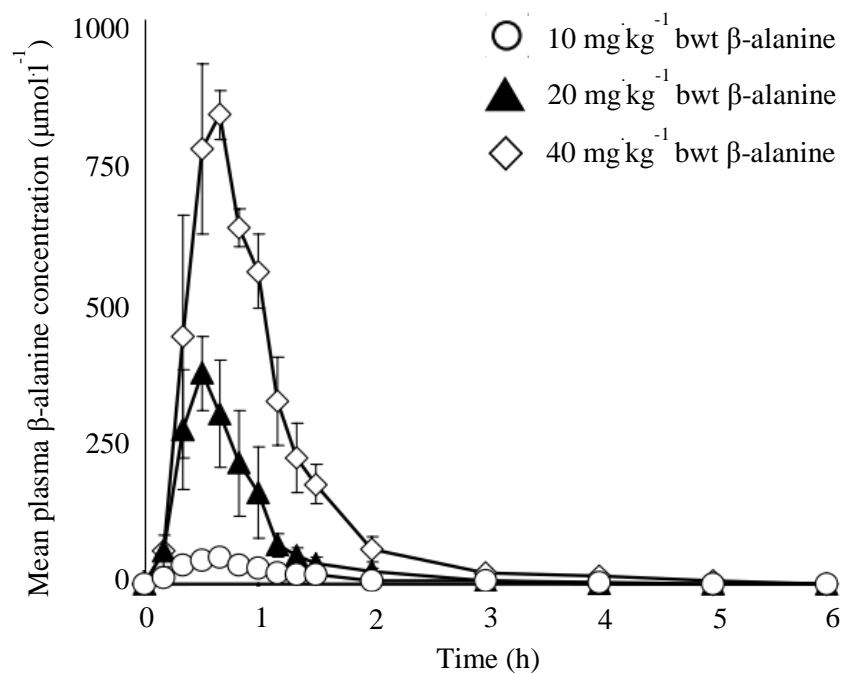 1000
750
500
250
0
Mean plasma β-alanine concentration (μmol·l⁻¹)
10 mg·kg⁻¹ bwt β-alanine
20 mg·kg⁻¹ bwt β-alanine
40 mg·kg⁻¹ bwt β-alanine
0 1 2 3 4 5 6
Time (h)